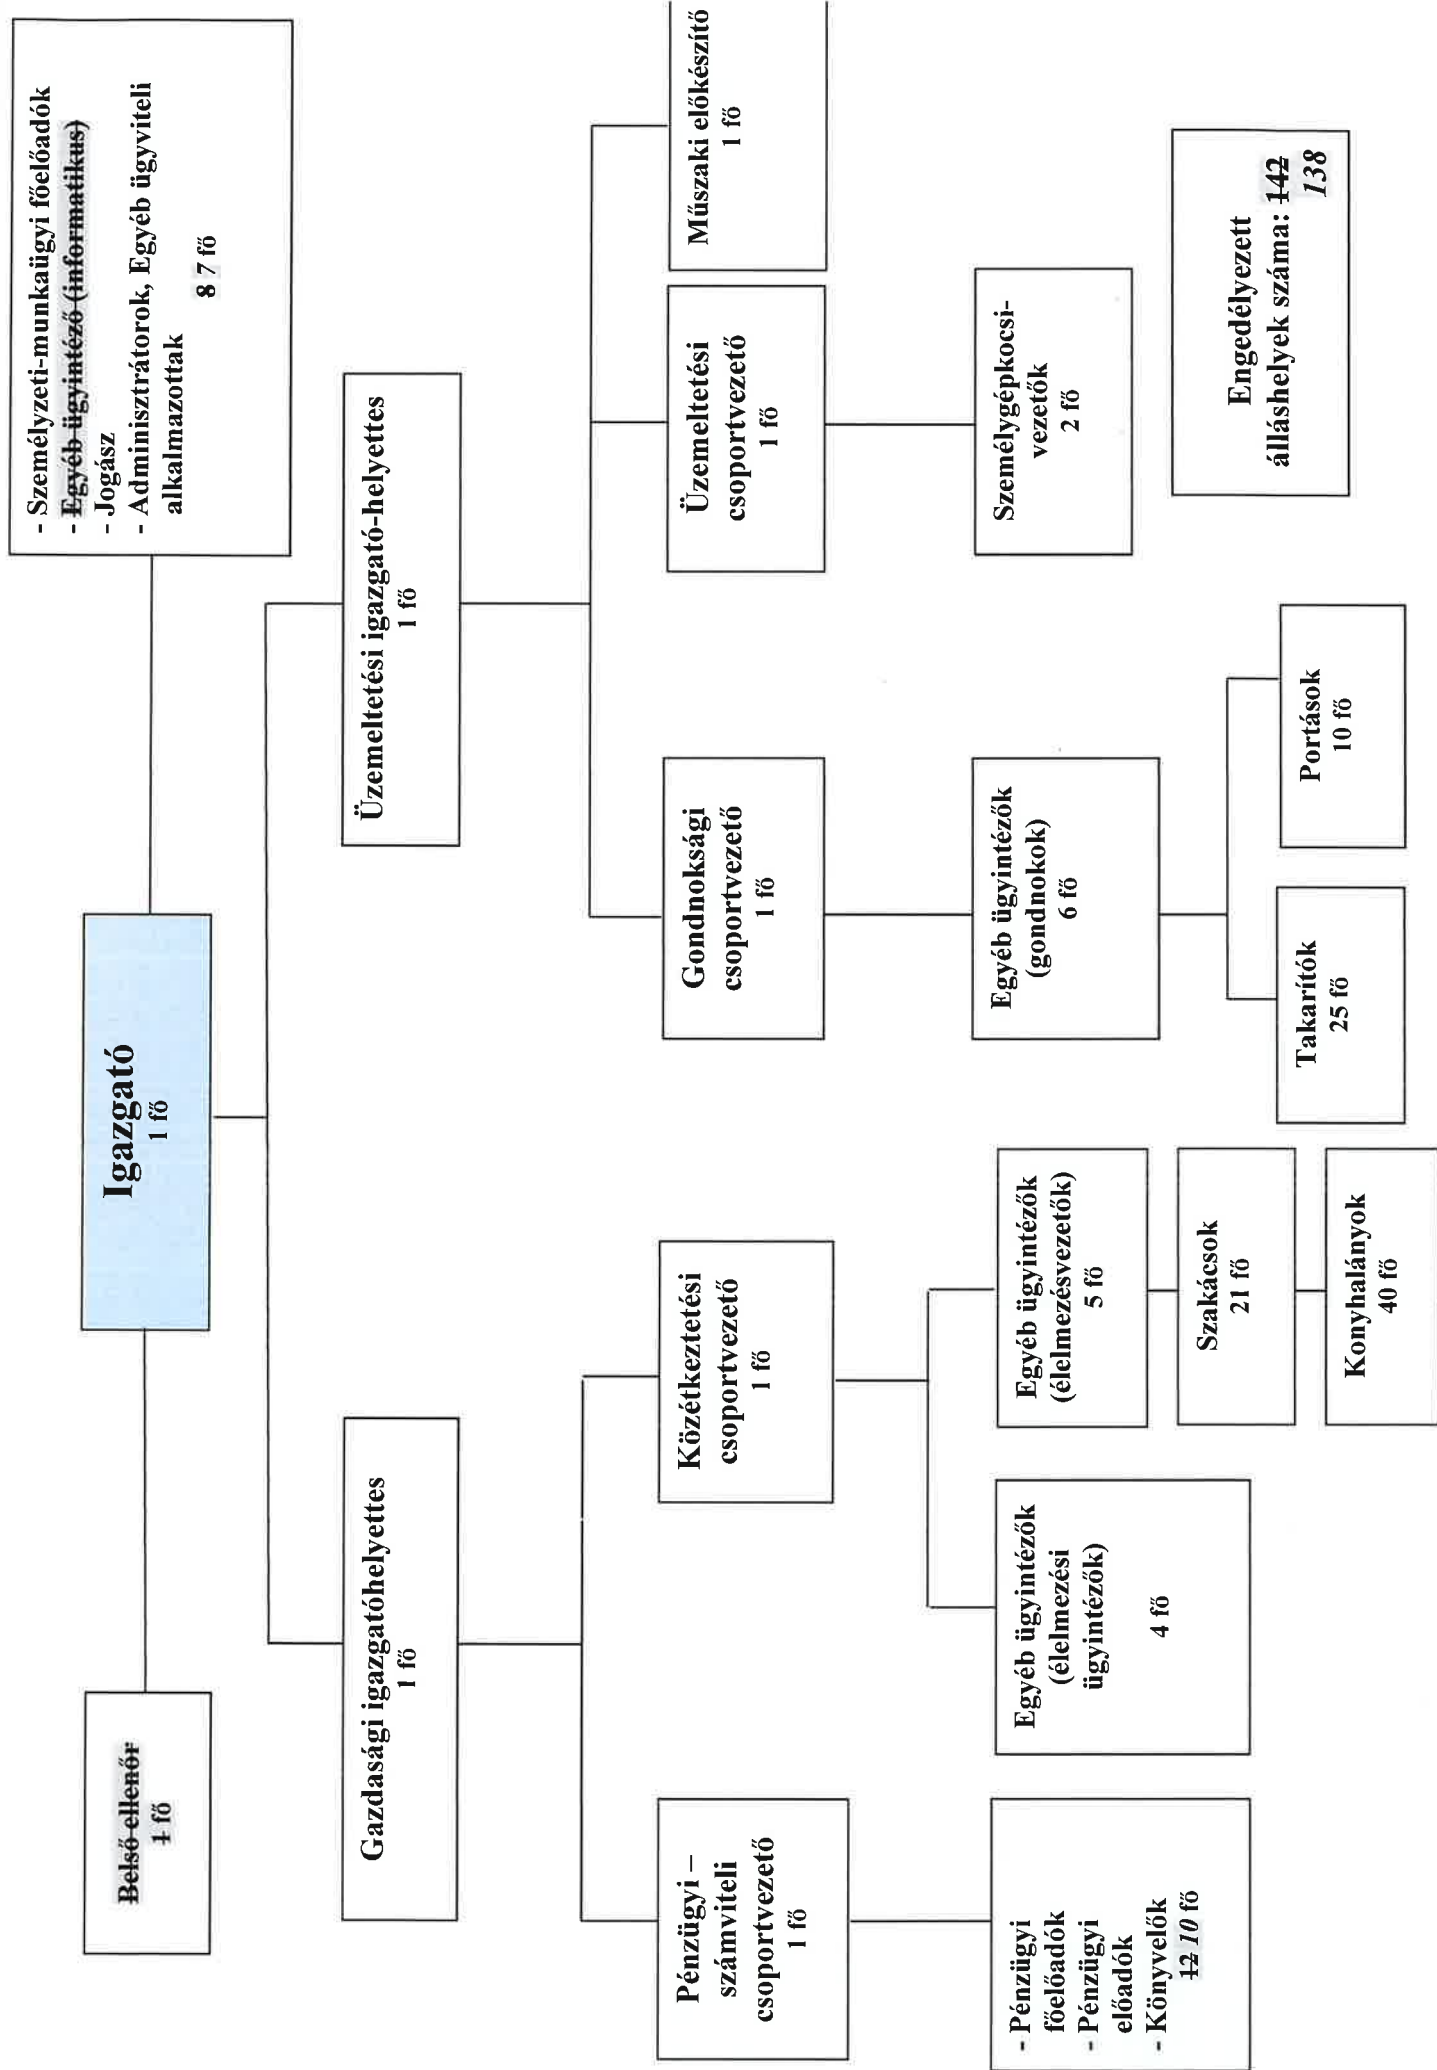 Belső ellenőr
1 fő
Igazgató
1 fő
- Személyzeti-munkaügyi főelőadók
- Egyéb ügyintéző (informatikus)
- Jogász
- Adminisztrátorok, Egyéb ügyviteli
alkalmazottak
8 7 fő
Gazdasági igazgatóhelyettes
1 fő
Üzemeltetési igazgató-helyettes
1 fő
Pénzügyi –
számviteli
csoportvezető
1 fő
Közétkeztetési
csoportvezető
1 fő
Gondnoksági
csoportvezető
1 fő
Üzemeltetési
csoportvezető
1 fő
Műszaki előkészítő
1 fő
- Pénzügyi
főelőadók
- Pénzügyi
előadók
- Könyvelők
12 10 fő
Egyéb ügyintézők
(élelmezési
ügyintézők)
4 fő
Egyéb ügyintézők
(élelmezésvezetők)
5 fő
Szakácsok
21 fő
Konyhalányok
40 fő
Egyéb ügyintézők
(gondnokok)
6 fő
Takarítók
25 fő
Portások
10 fő
Személygépkocsi-
vezetők
2 fő
Engedélyezett
álláshelyek száma: 142
138